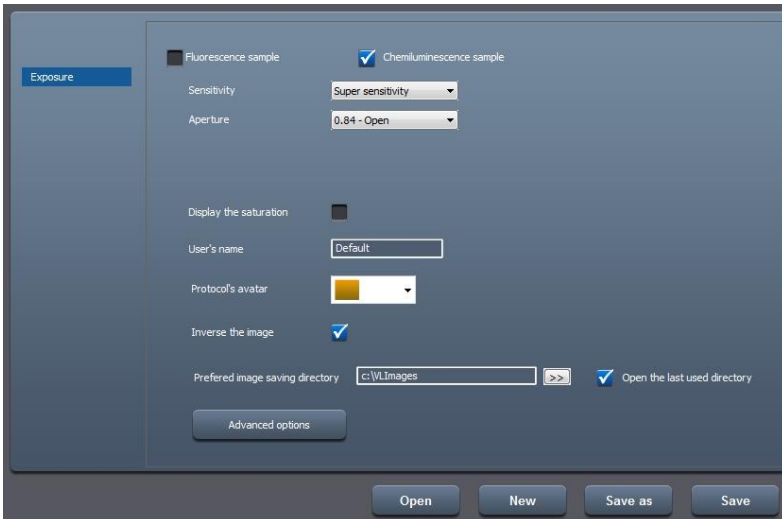 Fluorescence sample
Chemiluminescence sample
Exposure
Sensitivity
Super sensitivity
Aperture
0.84 - Open
Display the saturation
User's name
Default
Protocol's avatar
Inverse the image
Prefered image saving directory
c:\VLImages
>>
Open the last used directory
Advanced options
Open
New
Save as
Save